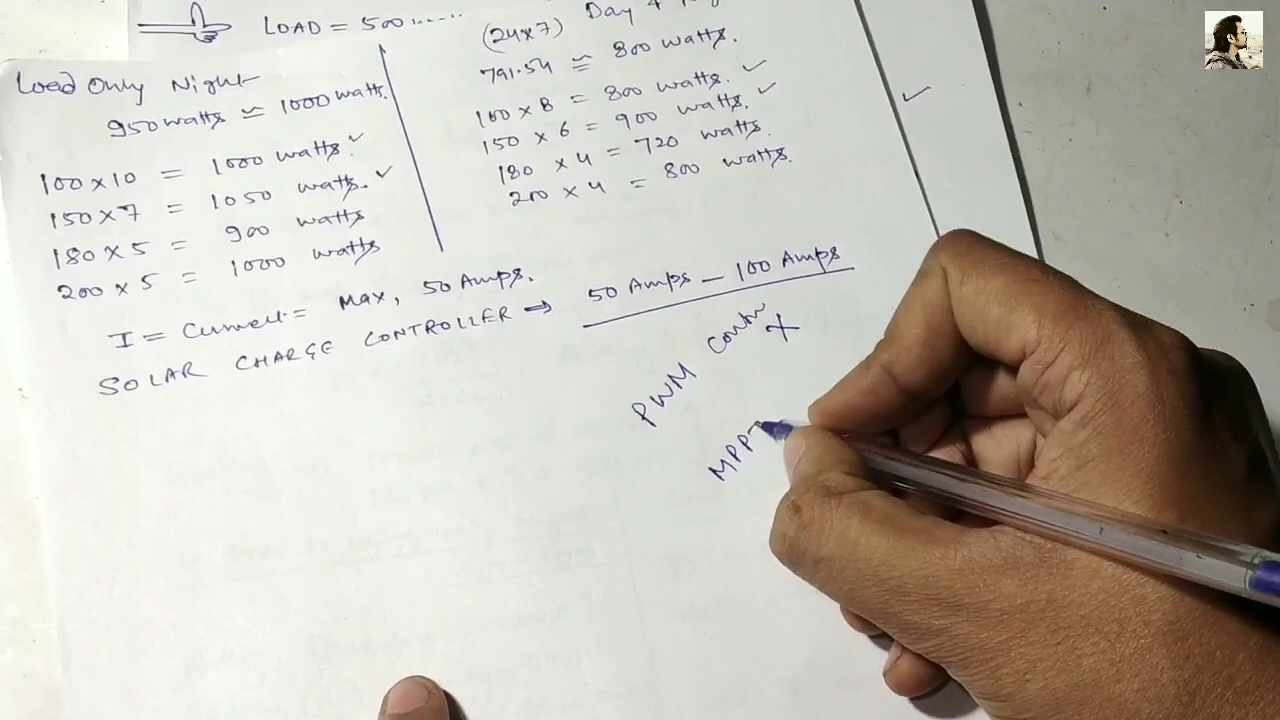 LOAD = 500......
Load Only Night
950watts ≃ 1000 watts.
100 x 10 = 1000 watts. ✓
150 x 7 = 1050 watts. ✓
180 x 5 = 900 watts
200 x 5 = 1000 watts
(24x7) Day
791.54 ≃ 800 watts.
100 x 8 = 800 watts. ✓
150 x 6 = 900 watts. ✓
180 x 4 = 720 watts.
200 x 4 = 800 watts.
I = Current = Max, 50 Amps.
SOLAR CHARGE CONTROLLER → 50 Amps - 100 Amps
PWM Contr X
MPPT